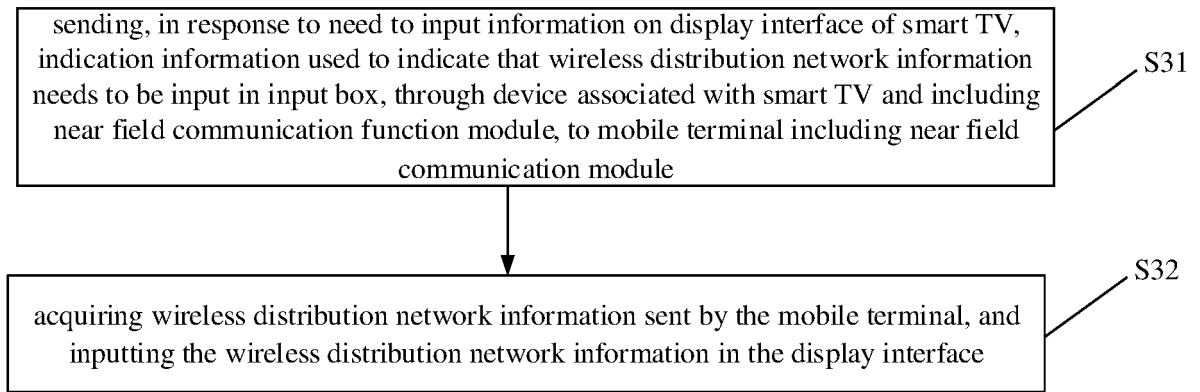 sending, in response to need to input information on display interface of smart TV,
indication information used to indicate that wireless distribution network information
needs to be input in input box, through device associated with smart TV and including
near field communication function module, to mobile terminal including near field
communication module
S31
S32
acquiring wireless distribution network information sent by the mobile terminal, and
inputting the wireless distribution network information in the display interface